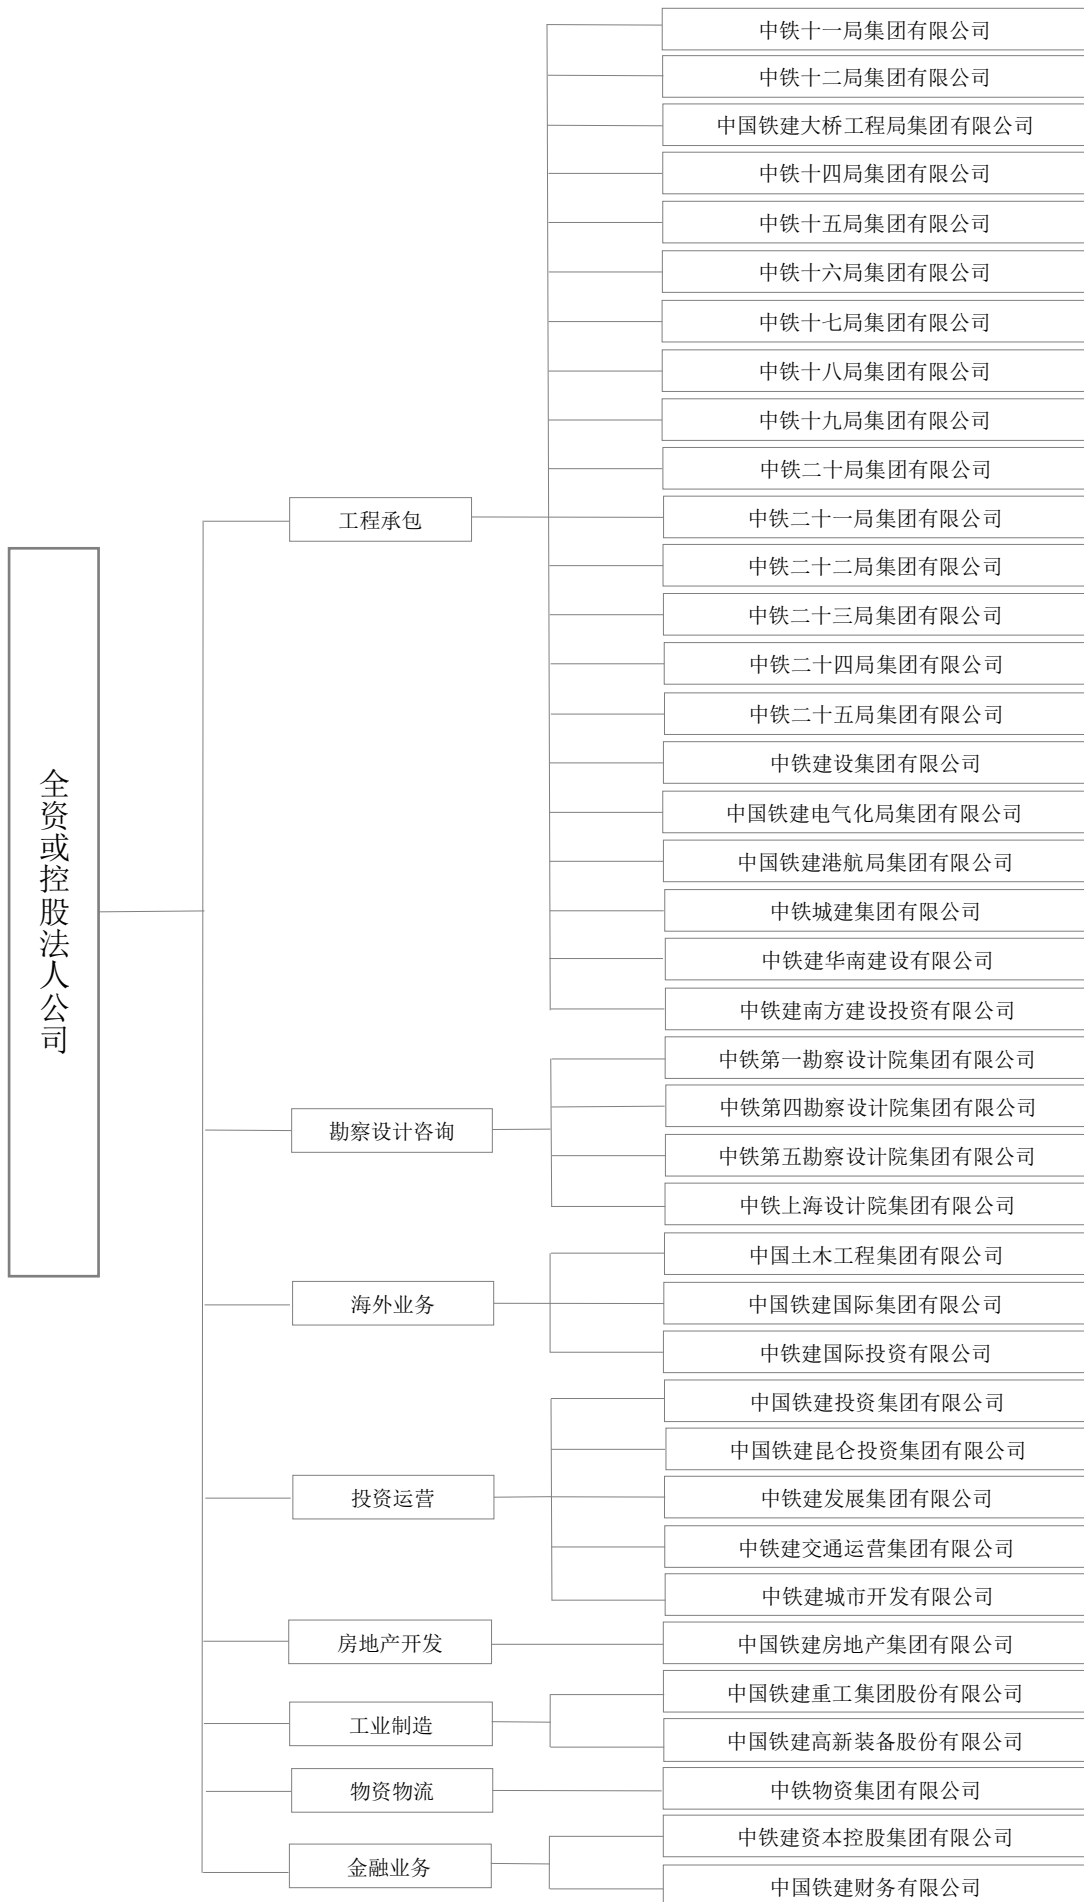 全资或控股法人公司
工程承包
中铁十一局集团有限公司
中铁十二局集团有限公司
中国铁建大桥工程局集团有限公司
中铁十四局集团有限公司
中铁十五局集团有限公司
中铁十六局集团有限公司
中铁十七局集团有限公司
中铁十八局集团有限公司
中铁十九局集团有限公司
中铁二十局集团有限公司
中铁二十一局集团有限公司
中铁二十二局集团有限公司
中铁二十三局集团有限公司
中铁二十四局集团有限公司
中铁二十五局集团有限公司
中铁建设集团有限公司
中国铁建电气化局集团有限公司
中国铁建港航局集团有限公司
中铁城建集团有限公司
中铁建华南建设有限公司
中铁建南方建设投资有限公司
勘察设计咨询
中铁第一勘察设计院集团有限公司
中铁第四勘察设计院集团有限公司
中铁第五勘察设计院集团有限公司
中铁上海设计院集团有限公司
海外业务
中国土木工程集团有限公司
中国铁建国际集团有限公司
中铁建国际投资有限公司
投资运营
中国铁建投资集团有限公司
中国铁建昆仑投资集团有限公司
中铁建发展集团有限公司
中铁建交通运营集团有限公司
中铁建城市开发有限公司
房地产开发
中国铁建房地产集团有限公司
工业制造
中国铁建重工集团股份有限公司
中国铁建高新装备股份有限公司
物资物流
中铁物资集团有限公司
金融业务
中铁建资本控股集团有限公司
中国铁建财务有限公司